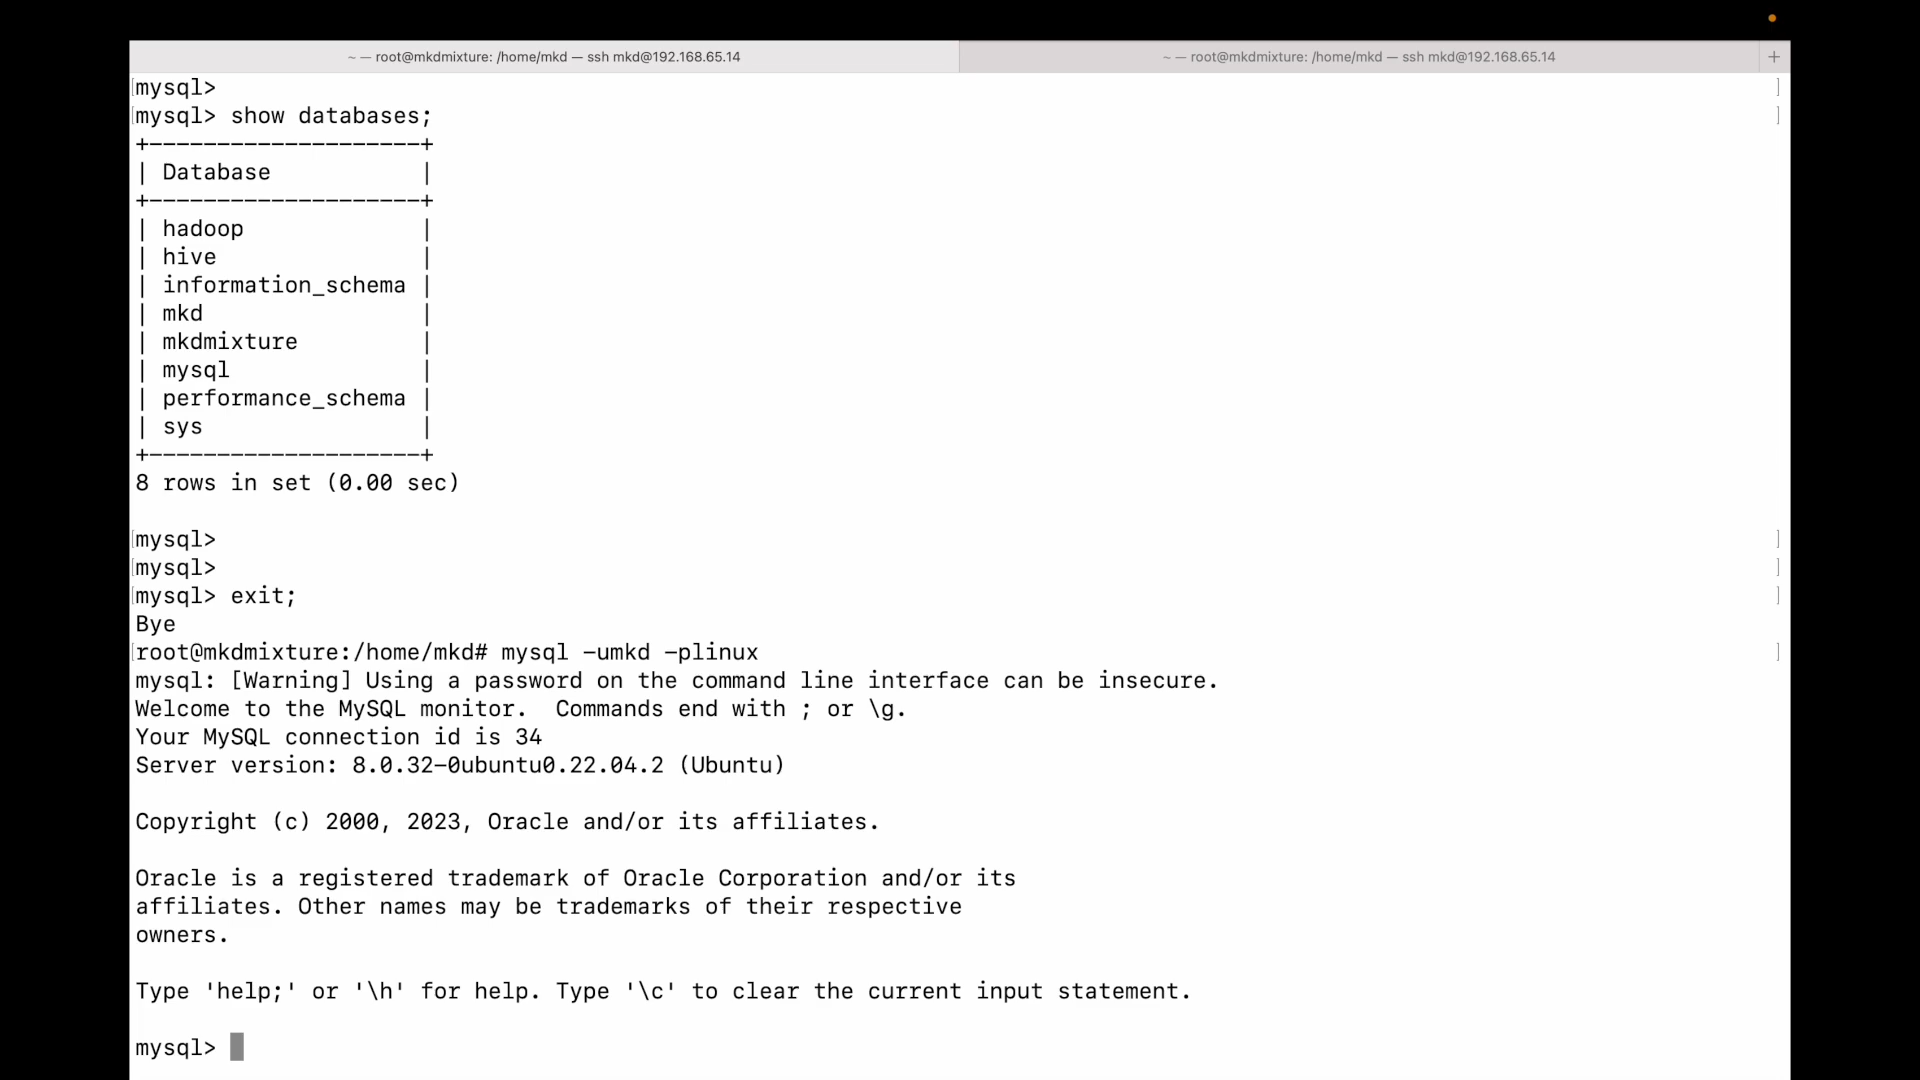 ~ — root@mkdmixture: /home/mkd — ssh mkd@192.168.65.14
~ — root@mkdmixture: /home/mkd — ssh mkd@192.168.65.14
+
[mysql> ]
[mysql> show databases; ]
+--------------------+
| Database           |
+--------------------+
| hadoop             |
| hive               |
| information_schema |
| mkd                |
| mkdmixture         |
| mysql              |
| performance_schema |
| sys                |
+--------------------+
8 rows in set (0.00 sec)
[mysql> ]
[mysql> ]
[mysql> exit; ]
Bye
[root@mkdmixture:/home/mkd# mysql -umkd -plinux ]
mysql: [Warning] Using a password on the command line interface can be insecure.
Welcome to the MySQL monitor.  Commands end with ; or \g.
Your MySQL connection id is 34
Server version: 8.0.32-0ubuntu0.22.04.2 (Ubuntu)
Copyright (c) 2000, 2023, Oracle and/or its affiliates.
Oracle is a registered trademark of Oracle Corporation and/or its
affiliates. Other names may be trademarks of their respective
owners.
Type 'help;' or '\h' for help. Type '\c' to clear the current input statement.
mysql>